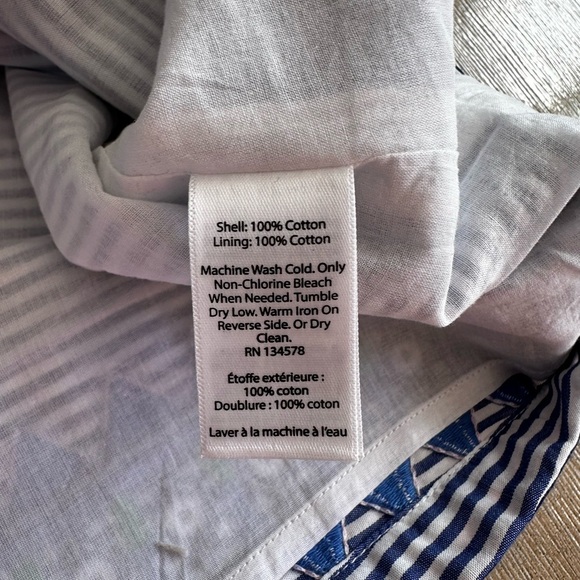 Shell: 100% Cotton
Lining: 100% Cotton
Machine Wash Cold. Only
Non-Chlorine Bleach
When Needed. Tumble
Dry Low. Warm Iron On
Reverse Side. Or Dry
Clean.
RN 134578
Étoffe extérieure :
100% coton
Doublure : 100% coton
Laver à la machine à l'eau